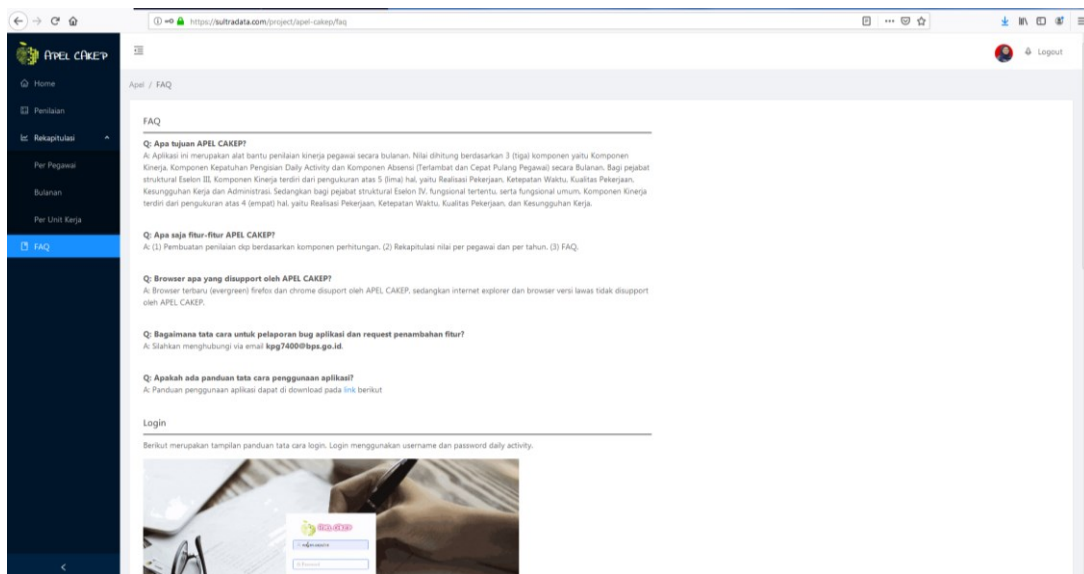 https://sultradata.com/project/apel-cakep/faq
APEL CAKEP
Logout
Home
Penilaian
Rekapitulasi
Per Pegawai
Bulanan
Per Unit Kerja
FAQ
Apel / FAQ
FAQ
Q: Apa tujuan APEL CAKEP?
A: Aplikasi ini merupakan alat bantu penilaian kinerja pegawai secara bulanan. Nilai dihitung berdasarkan 3 (tiga) komponen yaitu Komponen
Kinerja, Komponen Kepatuhan Pengisian Daily Activity dan Komponen Absensi (Terlambat dan Cepat Pulang Pegawai) secara Bulanan. Bagi pejabat
struktural Eselon III, Komponen Kinerja terdiri dari pengukuran atas 5 (lima) hal, yaitu Realisasi Pekerjaan, Ketepatan Waktu, Kualitas Pekerjaan,
Kesungguhan Kerja dan Administrasi. Sedangkan bagi pejabat struktural Eselon IV, fungsional tertentu, serta fungsional umum, Komponen Kinerja
terdiri dari pengukuran atas 4 (empat) hal, yaitu Realisasi Pekerjaan, Ketepatan Waktu, Kualitas Pekerjaan, dan Kesungguhan Kerja.
Q: Apa saja fitur-fitur APEL CAKEP?
A: (1) Pembuatan penilaian ckp berdasarkan komponen perhitungan. (2) Rekapitulasi nilai per pegawai dan per tahun. (3) FAQ.
Q: Browser apa yang disupport oleh APEL CAKEP?
A: Browser terbaru (evergreen) firefox dan chrome disuport oleh APEL CAKEP, sedangkan internet explorer dan browser versi lawas tidak disupport
oleh APEL CAKEP.
Q: Bagaimana tata cara untuk pelaporan bug aplikasi dan request penambahan fitur?
A: Silahkan menghubungi via email kpg7400@bps.go.id.
Q: Apakah ada panduan tata cara penggunaan aplikasi?
A: Panduan penggunaan aplikasi dapat di download pada link berikut
Login
Berikut merupakan tampilan panduan tata cara login. Login menggunakan username dan password daily activity.
APEL CAKEP
Password